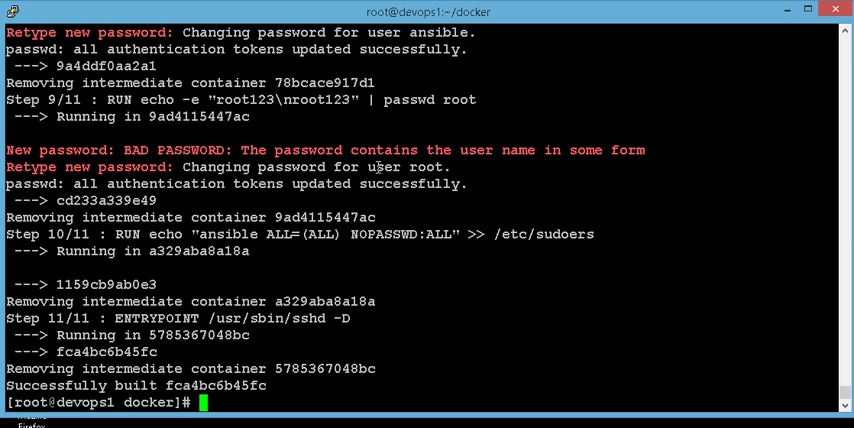 root@devops1:~/docker
Retype new password: Changing password for user ansible.
passwd: all authentication tokens updated successfully.
---> 9a4ddf0aa2a1
Removing intermediate container 78bcace917d1
Step 9/11 : RUN echo -e "root123\nroot123" | passwd root
---> Running in 9ad4115447ac
New password: BAD PASSWORD: The password contains the user name in some form
Retype new password: Changing password for user root.
passwd: all authentication tokens updated successfully.
---> cd233a339e49
Removing intermediate container 9ad4115447ac
Step 10/11 : RUN echo "ansible ALL=(ALL) NOPASSWD:ALL" >> /etc/sudoers
---> Running in a329aba8a18a
---> 1159cb9ab0e3
Removing intermediate container a329aba8a18a
Step 11/11 : ENTRYPOINT /usr/sbin/sshd -D
---> Running in 5785367048bc
---> fca4bc6b45fc
Removing intermediate container 5785367048bc
Successfully built fca4bc6b45fc
[root@devops1 docker]#
Firefox